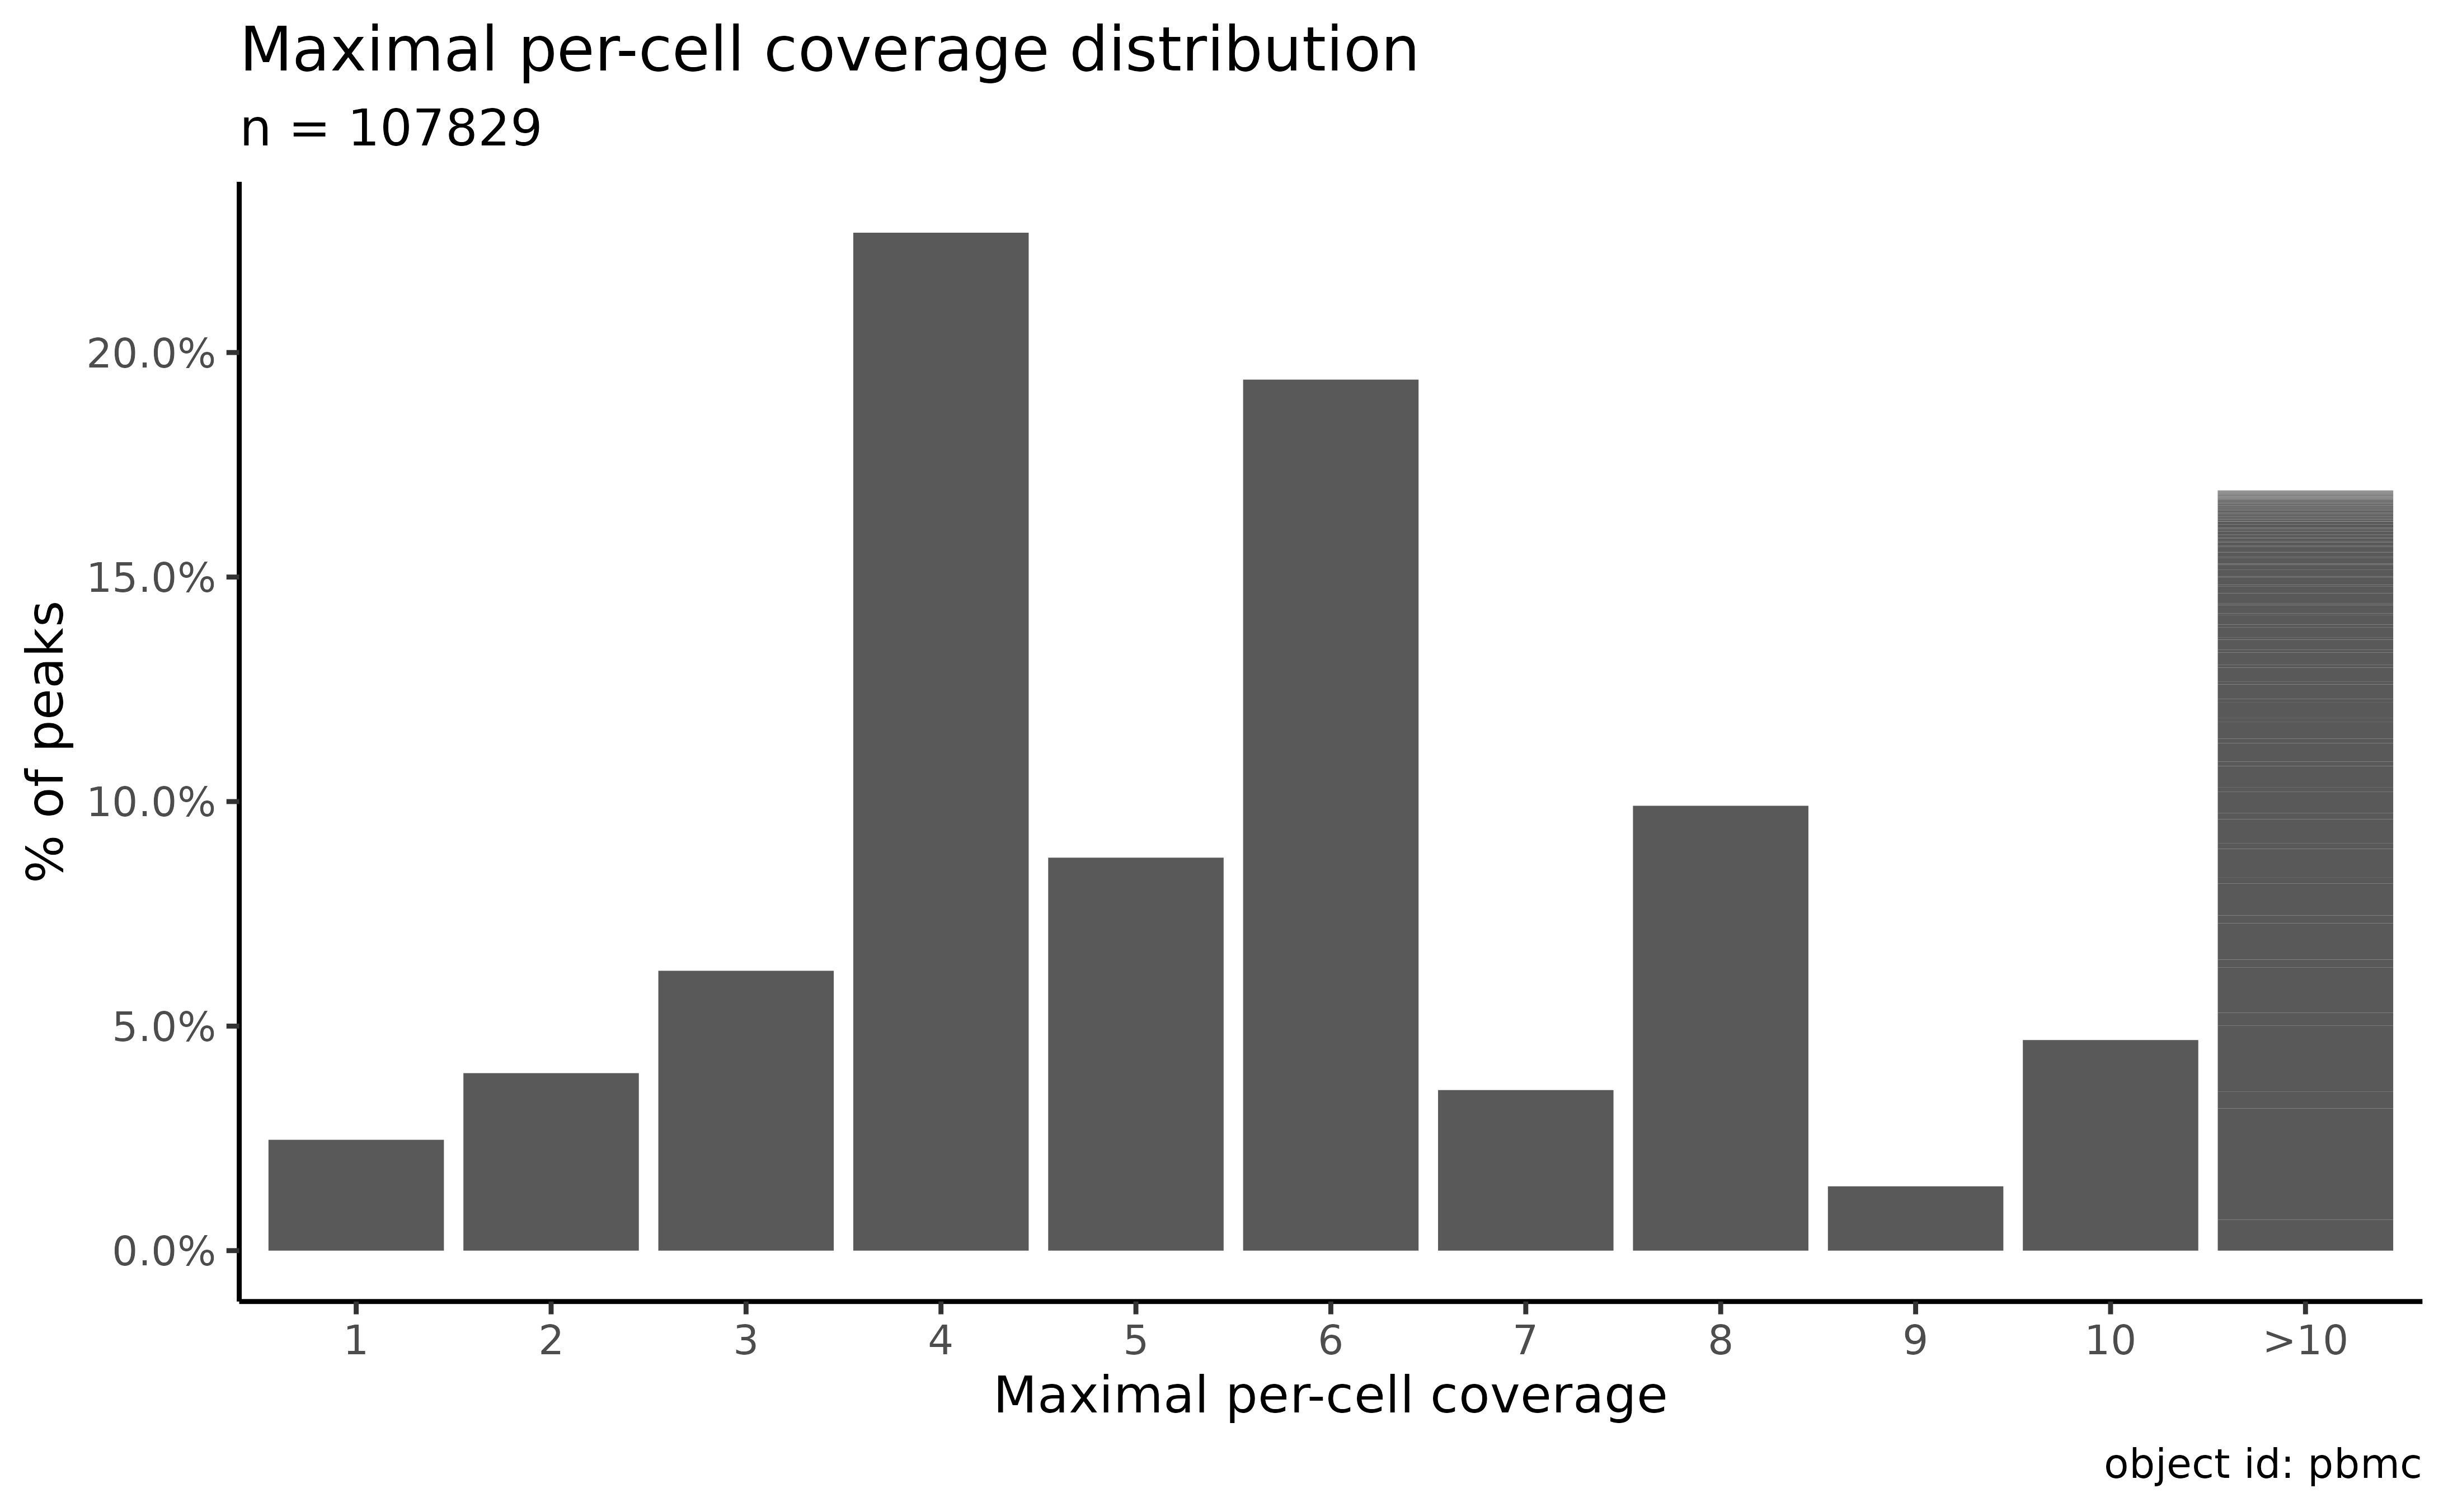 Maximal per-cell coverage distribution
n = 107829
% of peaks
20.0%
15.0%
10.0%
5.0%
0.0%
1 2 3 4 5 6 7 8 9 10 >10
Maximal per-cell coverage
object id: pbmc